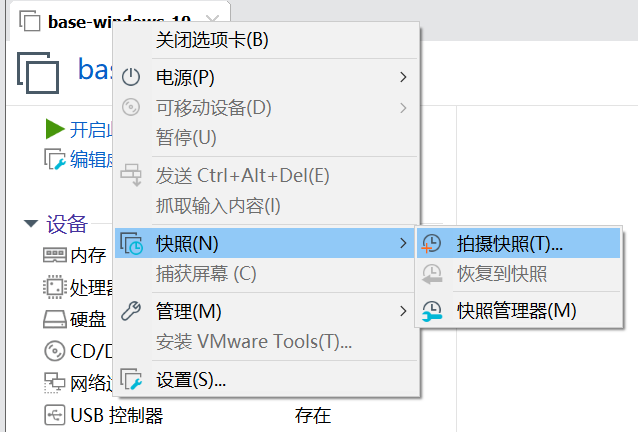 base-windows-10
关闭选项卡(B)
电源(P)
可移动设备(D)
暂停(U)
发送 Ctrl+Alt+Del(E)
抓取输入内容(I)
快照(N)
拍摄快照(T)...
捕获屏幕 (C)
恢复到快照
管理(M)
快照管理器(M)
安装 VMware Tools(T)...
设置(S)...
开启
编辑
设备
内存
处理器
硬盘
CD/D
网络
USB 控制器 存在